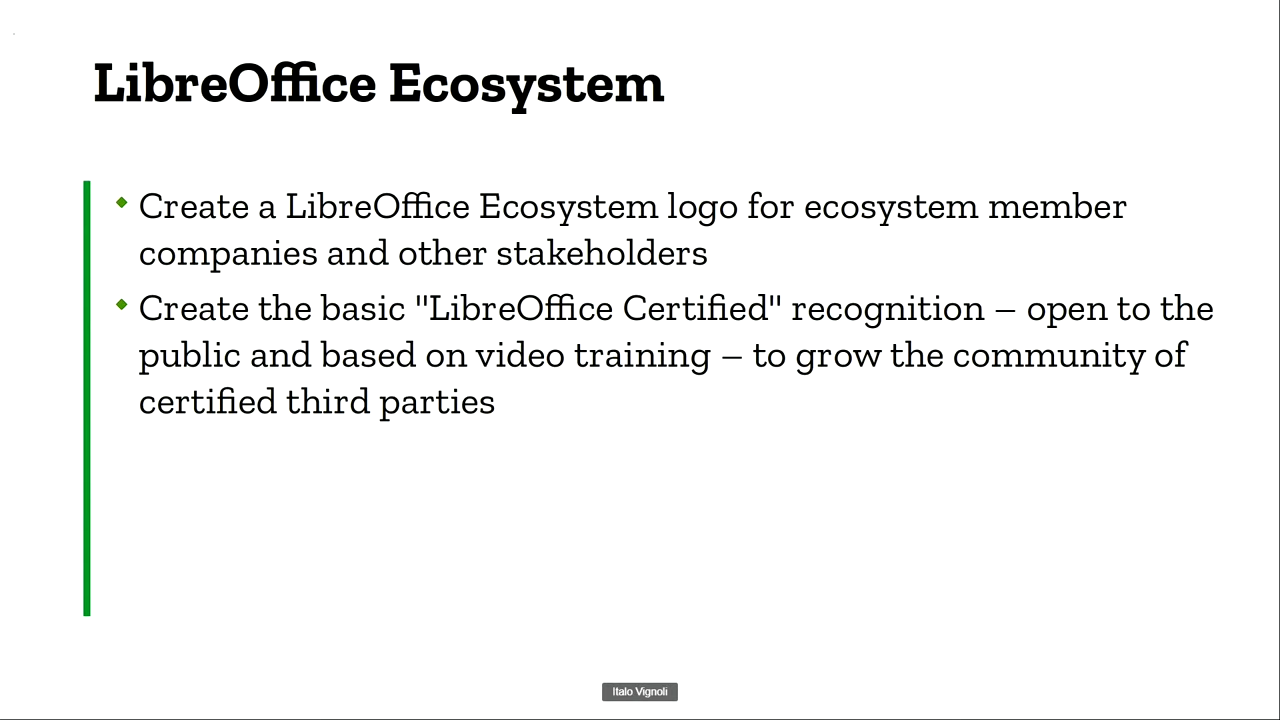 LibreOffice Ecosystem
Create a LibreOffice Ecosystem logo for ecosystem member
companies and other stakeholders
Create the basic "LibreOffice Certified" recognition – open to the
public and based on video training – to grow the community of
certified third parties
Italo Vignoli